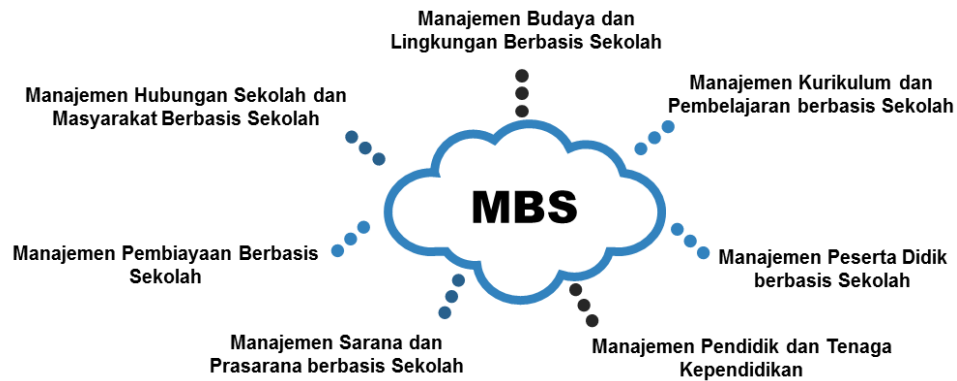 Manajemen Budaya dan
Lingkungan Berbasis Sekolah
Manajemen Kurikulum dan
Pembelajaran berbasis Sekolah
Manajemen Hubungan Sekolah dan
Masyarakat Berbasis Sekolah
MBS
Manajemen Pembiayaan Berbasis
Sekolah
Manajemen Peserta Didik
berbasis Sekolah
Manajemen Sarana dan
Prasarana berbasis Sekolah
Manajemen Pendidik dan Tenaga
Kependidikan